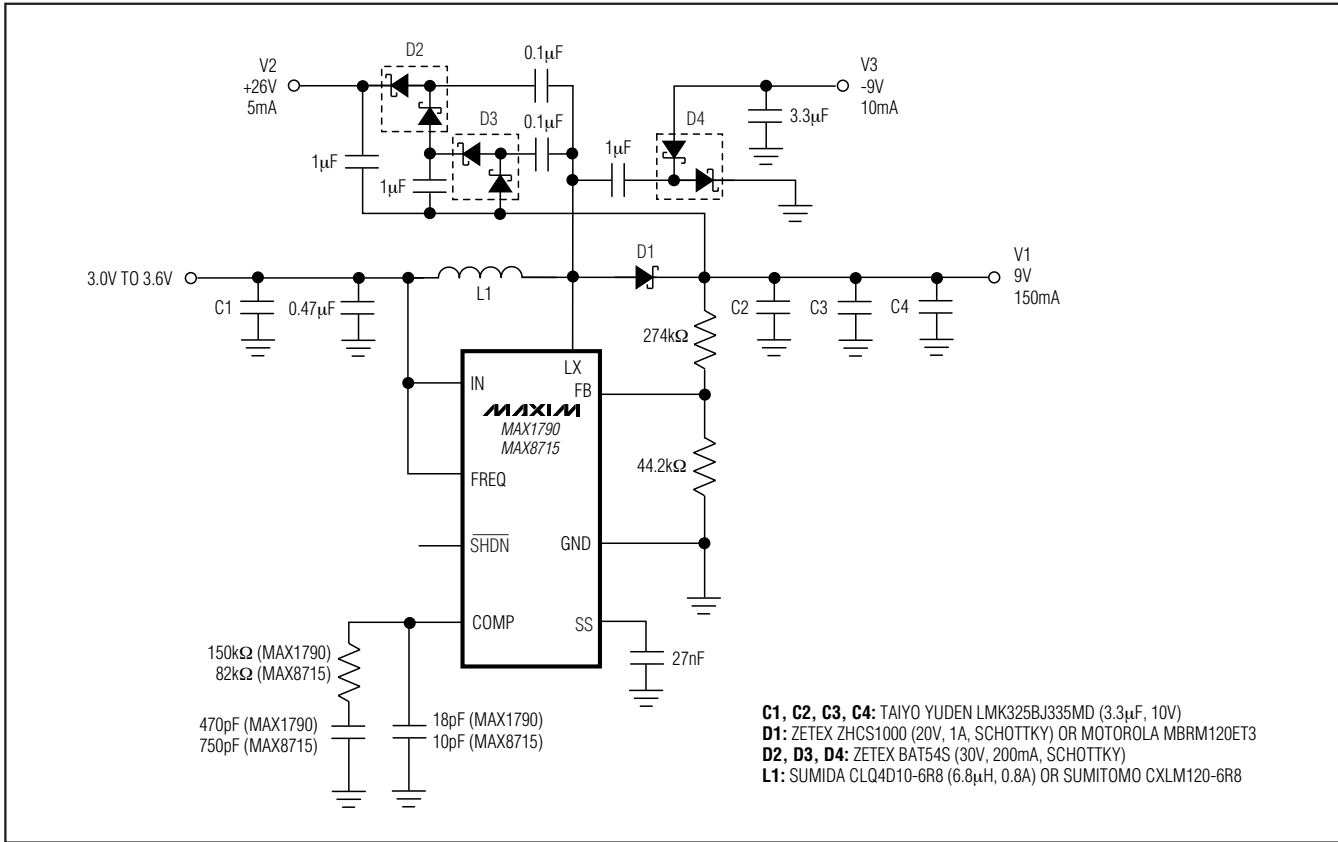 D2
0.1µF
V2
+26V
5mA
V3
-9V
10mA
D3
0.1µF
D4
3.3µF
1µF
1µF
1µF
D1
V1
9V
150mA
3.0V TO 3.6V
L1
C1
0.47µF
C2
C3
C4
274kΩ
LX
IN
FB
MAXIM
MAX1790
MAX8715
44.2kΩ
FREQ
SHDN
GND
COMP
SS
150kΩ (MAX1790)
82kΩ (MAX8715)
27nF
470pF (MAX1790)
750pF (MAX8715)
18pF (MAX1790)
10pF (MAX8715)
C1, C2, C3, C4: TAIYO YUDEN LMK325BJ335MD (3.3µF, 10V)
D1: ZETEX ZHCS1000 (20V, 1A, SCHOTTKY) OR MOTOROLA MBRM120ET3
D2, D3, D4: ZETEX BAT54S (30V, 200mA, SCHOTTKY)
L1: SUMIDA CLQ4D10-6R8 (6.8µH, 0.8A) OR SUMITOMO CXLM120-6R8